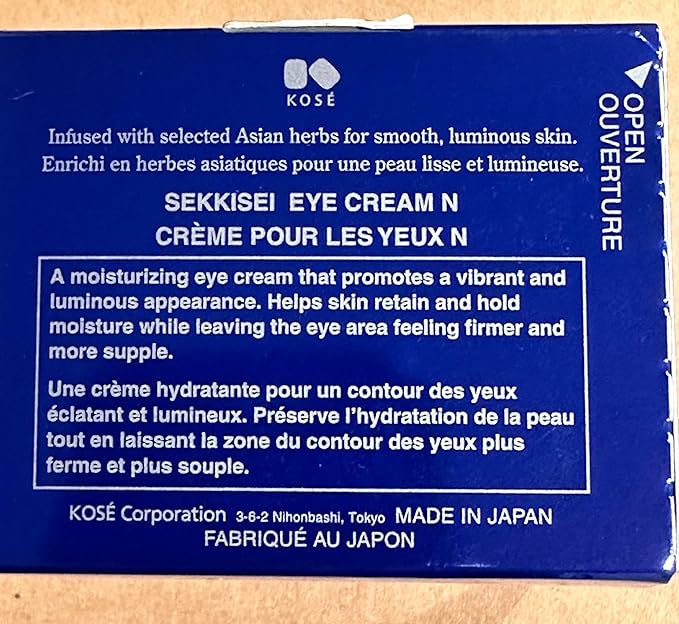 KOSÉ
Infused with selected Asian herbs for smooth, luminous skin.
Enrichi en herbes asiatiques pour une peau lisse et lumineuse.
SEKKISEI EYE CREAM N
CRÈME POUR LES YEUX N
A moisturizing eye cream that promotes a vibrant and
luminous appearance. Helps skin retain and hold
moisture while leaving the eye area feeling firmer and
more supple.
Une crème hydratante pour un contour des yeux
éclatant et lumineux. Préserve l'hydratation de la peau
tout en laissant la zone du contour des yeux plus
ferme et plus souple.
KOSÉ Corporation 3-6-2 Nihonbashi, Tokyo MADE IN JAPAN
FABRIQUÉ AU JAPON
OPEN
OUVERTURE